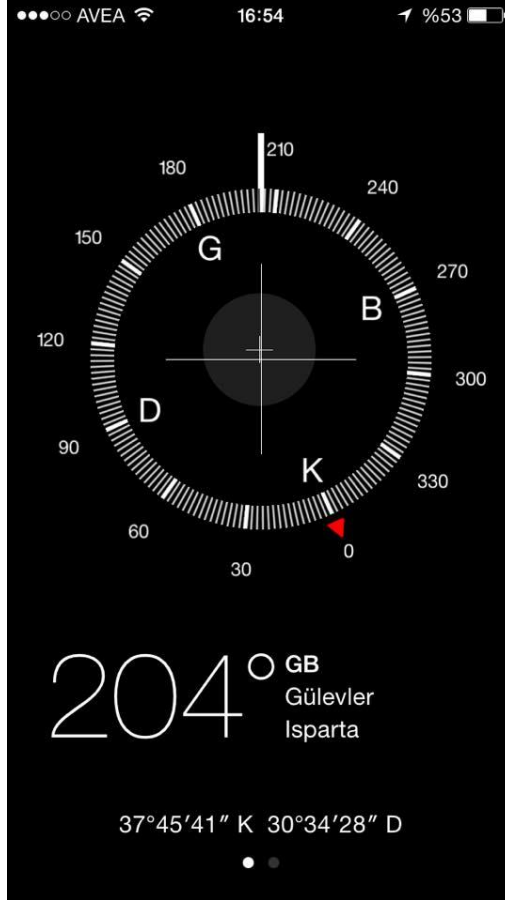 AVEA 16:54 %53
210
180 240
G
150
B 270
120
300
D
90
K 330
60
0
30
204° GB
Gülevler
Isparta
37°45′41″ K 30°34′28″ D